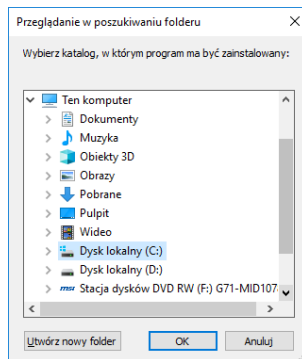 Przeglądanie w poszukiwaniu folderu
Wybierz katalog, w którym program ma być zainstalowany:
Ten komputer
Dokumenty
Muzyka
Obiekty 3D
Obrazy
Pobrane
Pulpit
Wideo
Dysk lokalny (C:)
Dysk lokalny (D:)
msi Stacja dysków DVD RW (F:) G71-MID107
Utwórz nowy folder
OK
Anuluj